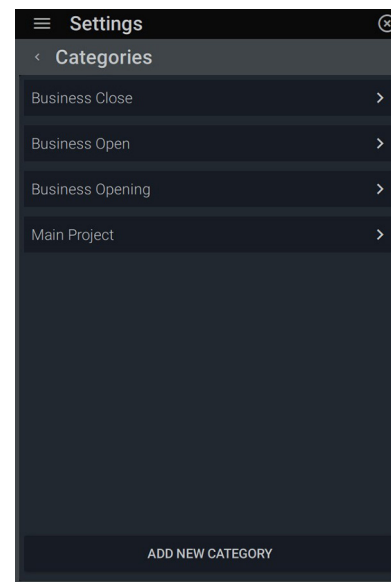 Settings
Categories
Business Close
Business Open
Business Opening
Main Project
ADD NEW CATEGORY